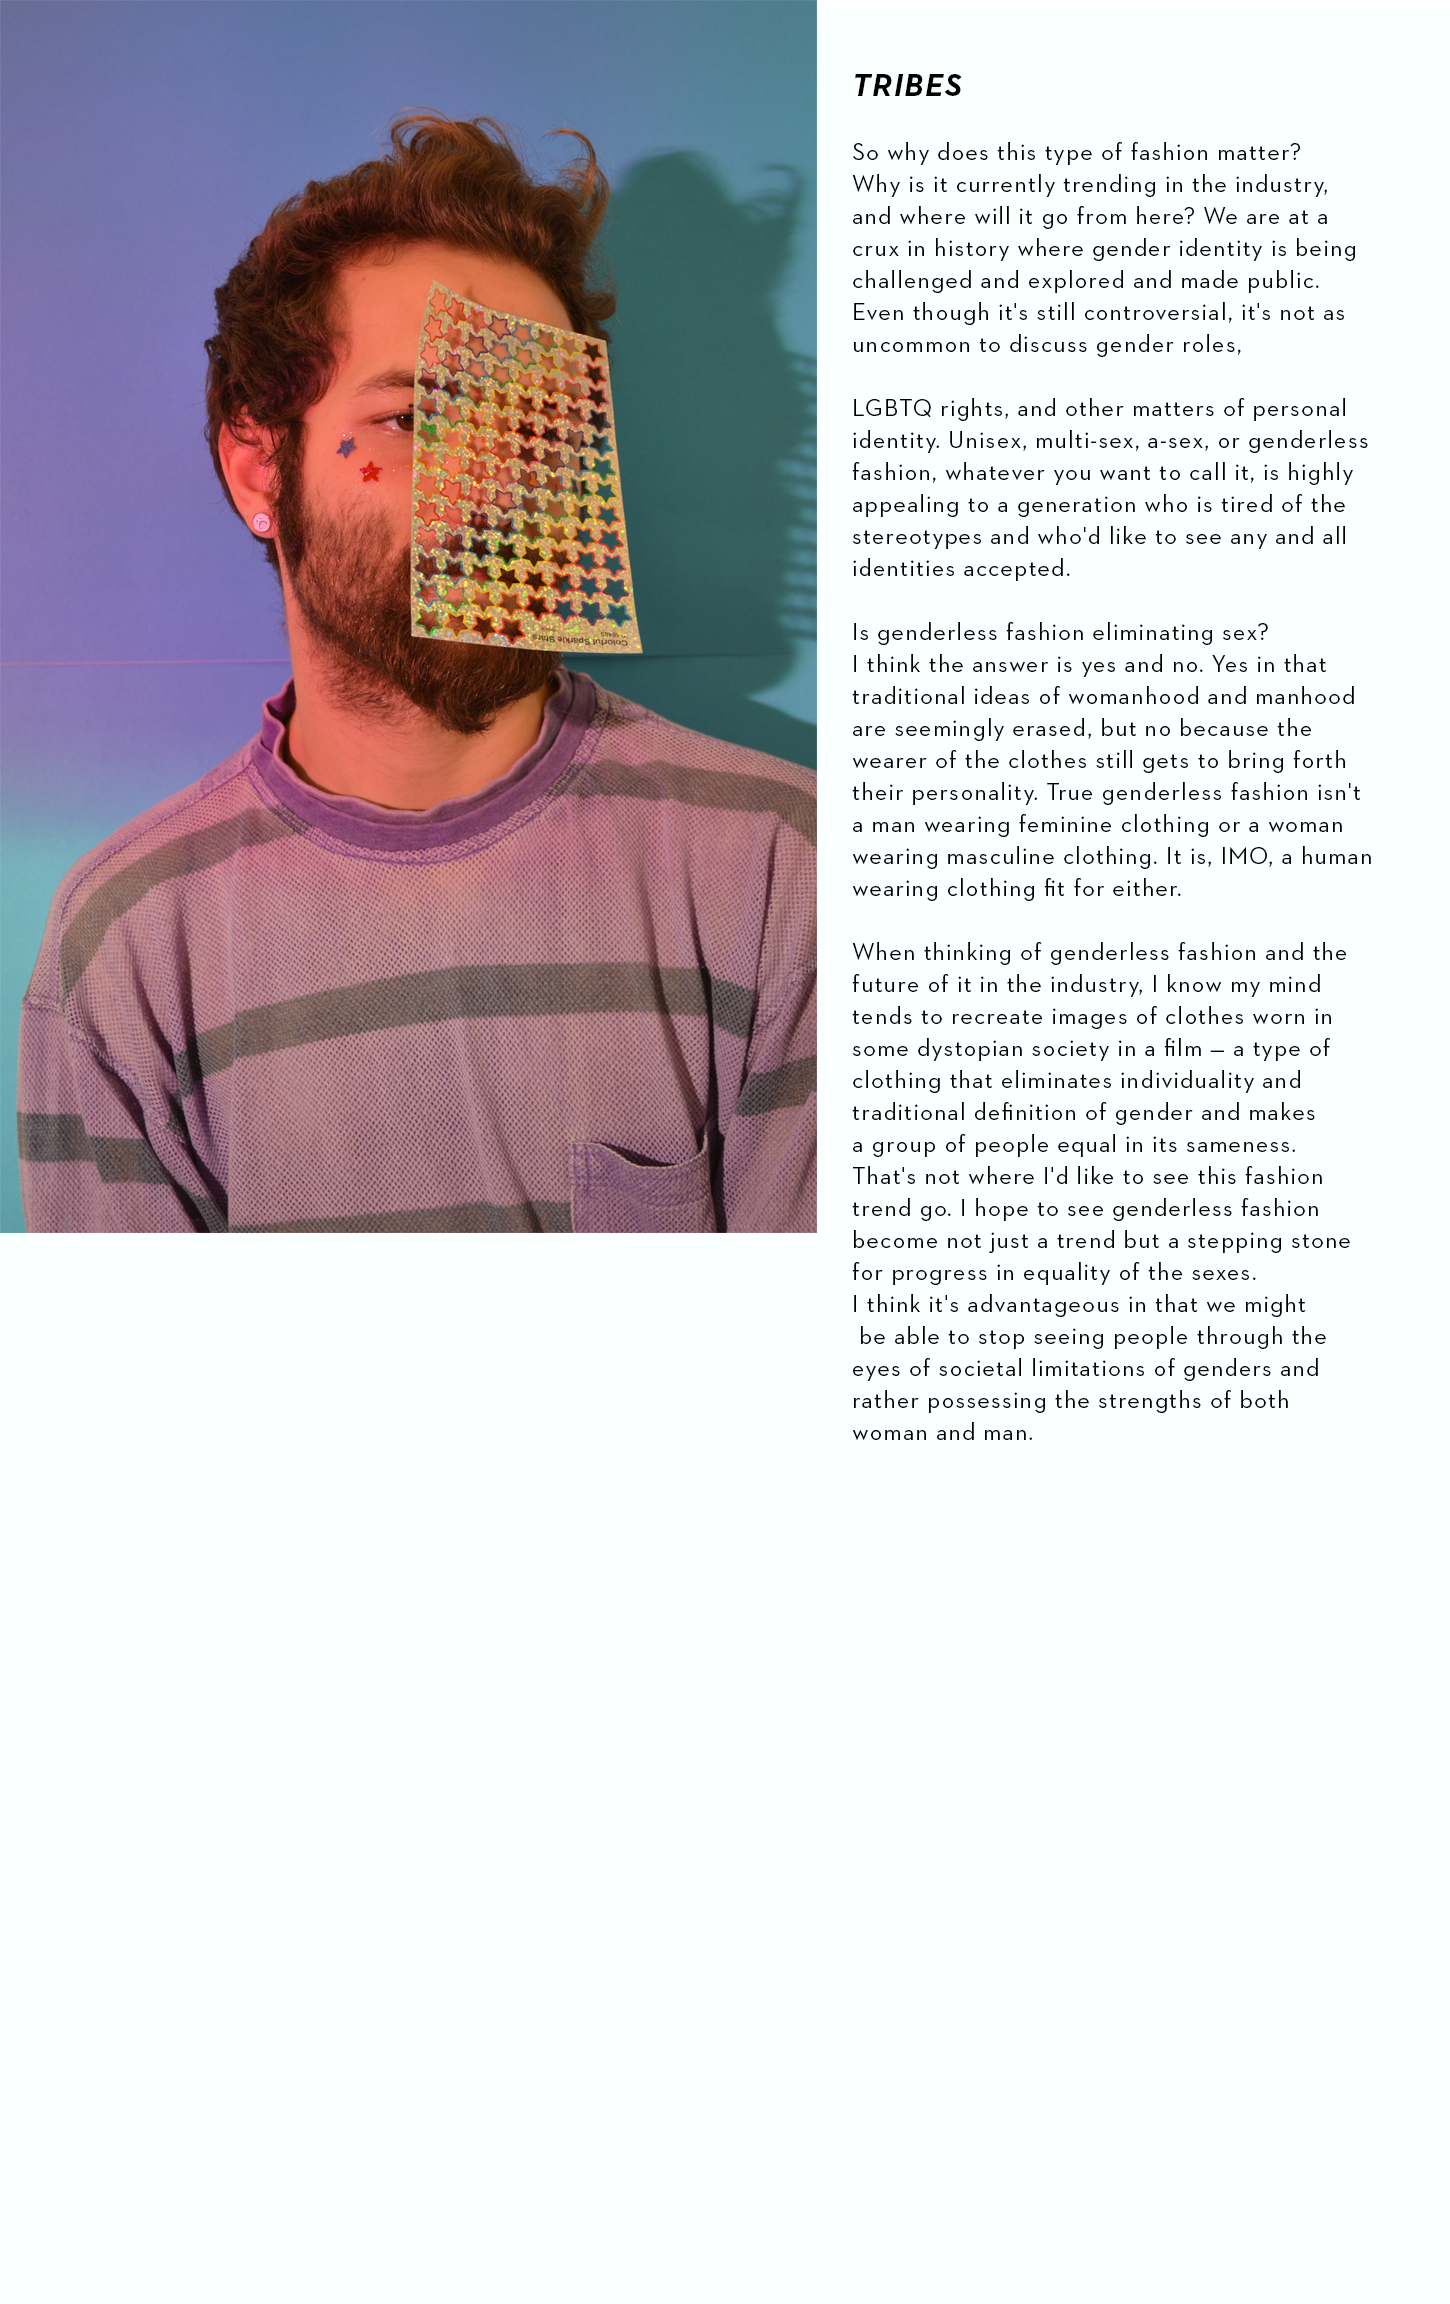 TRIBES
So why does this type of fashion matter?
Why is it currently trending in the industry,
and where will it go from here? We are at a
crux in history where gender identity is being
challenged and explored and made public.
Even though it's still controversial, it's not as
uncommon to discuss gender roles,
LGBTQ rights, and other matters of personal
identity. Unisex, multi-sex, a-sex, or genderless
fashion, whatever you want to call it, is highly
appealing to a generation who is tired of the
stereotypes and who'd like to see any and all
identities accepted.
Is genderless fashion eliminating sex?
I think the answer is yes and no. Yes in that
traditional ideas of womanhood and manhood
are seemingly erased, but no because the
wearer of the clothes still gets to bring forth
their personality. True genderless fashion isn't
a man wearing feminine clothing or a woman
wearing masculine clothing. It is, IMO, a human
wearing clothing fit for either.
When thinking of genderless fashion and the
future of it in the industry, I know my mind
tends to recreate images of clothes worn in
some dystopian society in a film – a type of
clothing that eliminates individuality and
traditional definition of gender and makes
a group of people equal in its sameness.
That's not where I'd like to see this fashion
trend go. I hope to see genderless fashion
become not just a trend but a stepping stone
for progress in equality of the sexes.
I think it's advantageous in that we might
be able to stop seeing people through the
eyes of societal limitations of genders and
rather possessing the strengths of both
woman and man.
Colorful Sparkle Stars